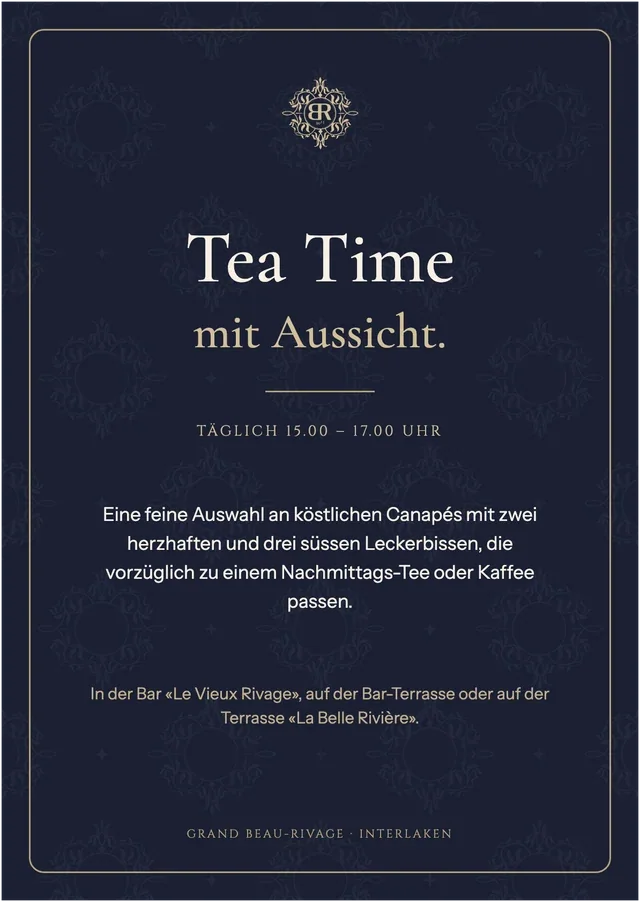 BR
Tea Time
mit Aussicht.
TÄGLICH 15.00 – 17.00 UHR
Eine feine Auswahl an köstlichen Canapés mit zwei
herzhaften und drei süssen Leckerbissen, die
vorzüglich zu einem Nachmittags-Tee oder Kaffee
passen.
In der Bar «Le Vieux Rivage», auf der Bar-Terrasse oder auf der
Terrasse «La Belle Rivière».
GRAND BEAU-RIVAGE · INTERLAKEN